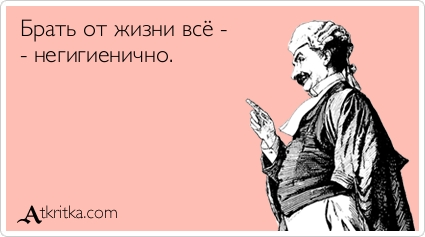 Брать от жизни всё -
- негигиенично.
Atkritka.com